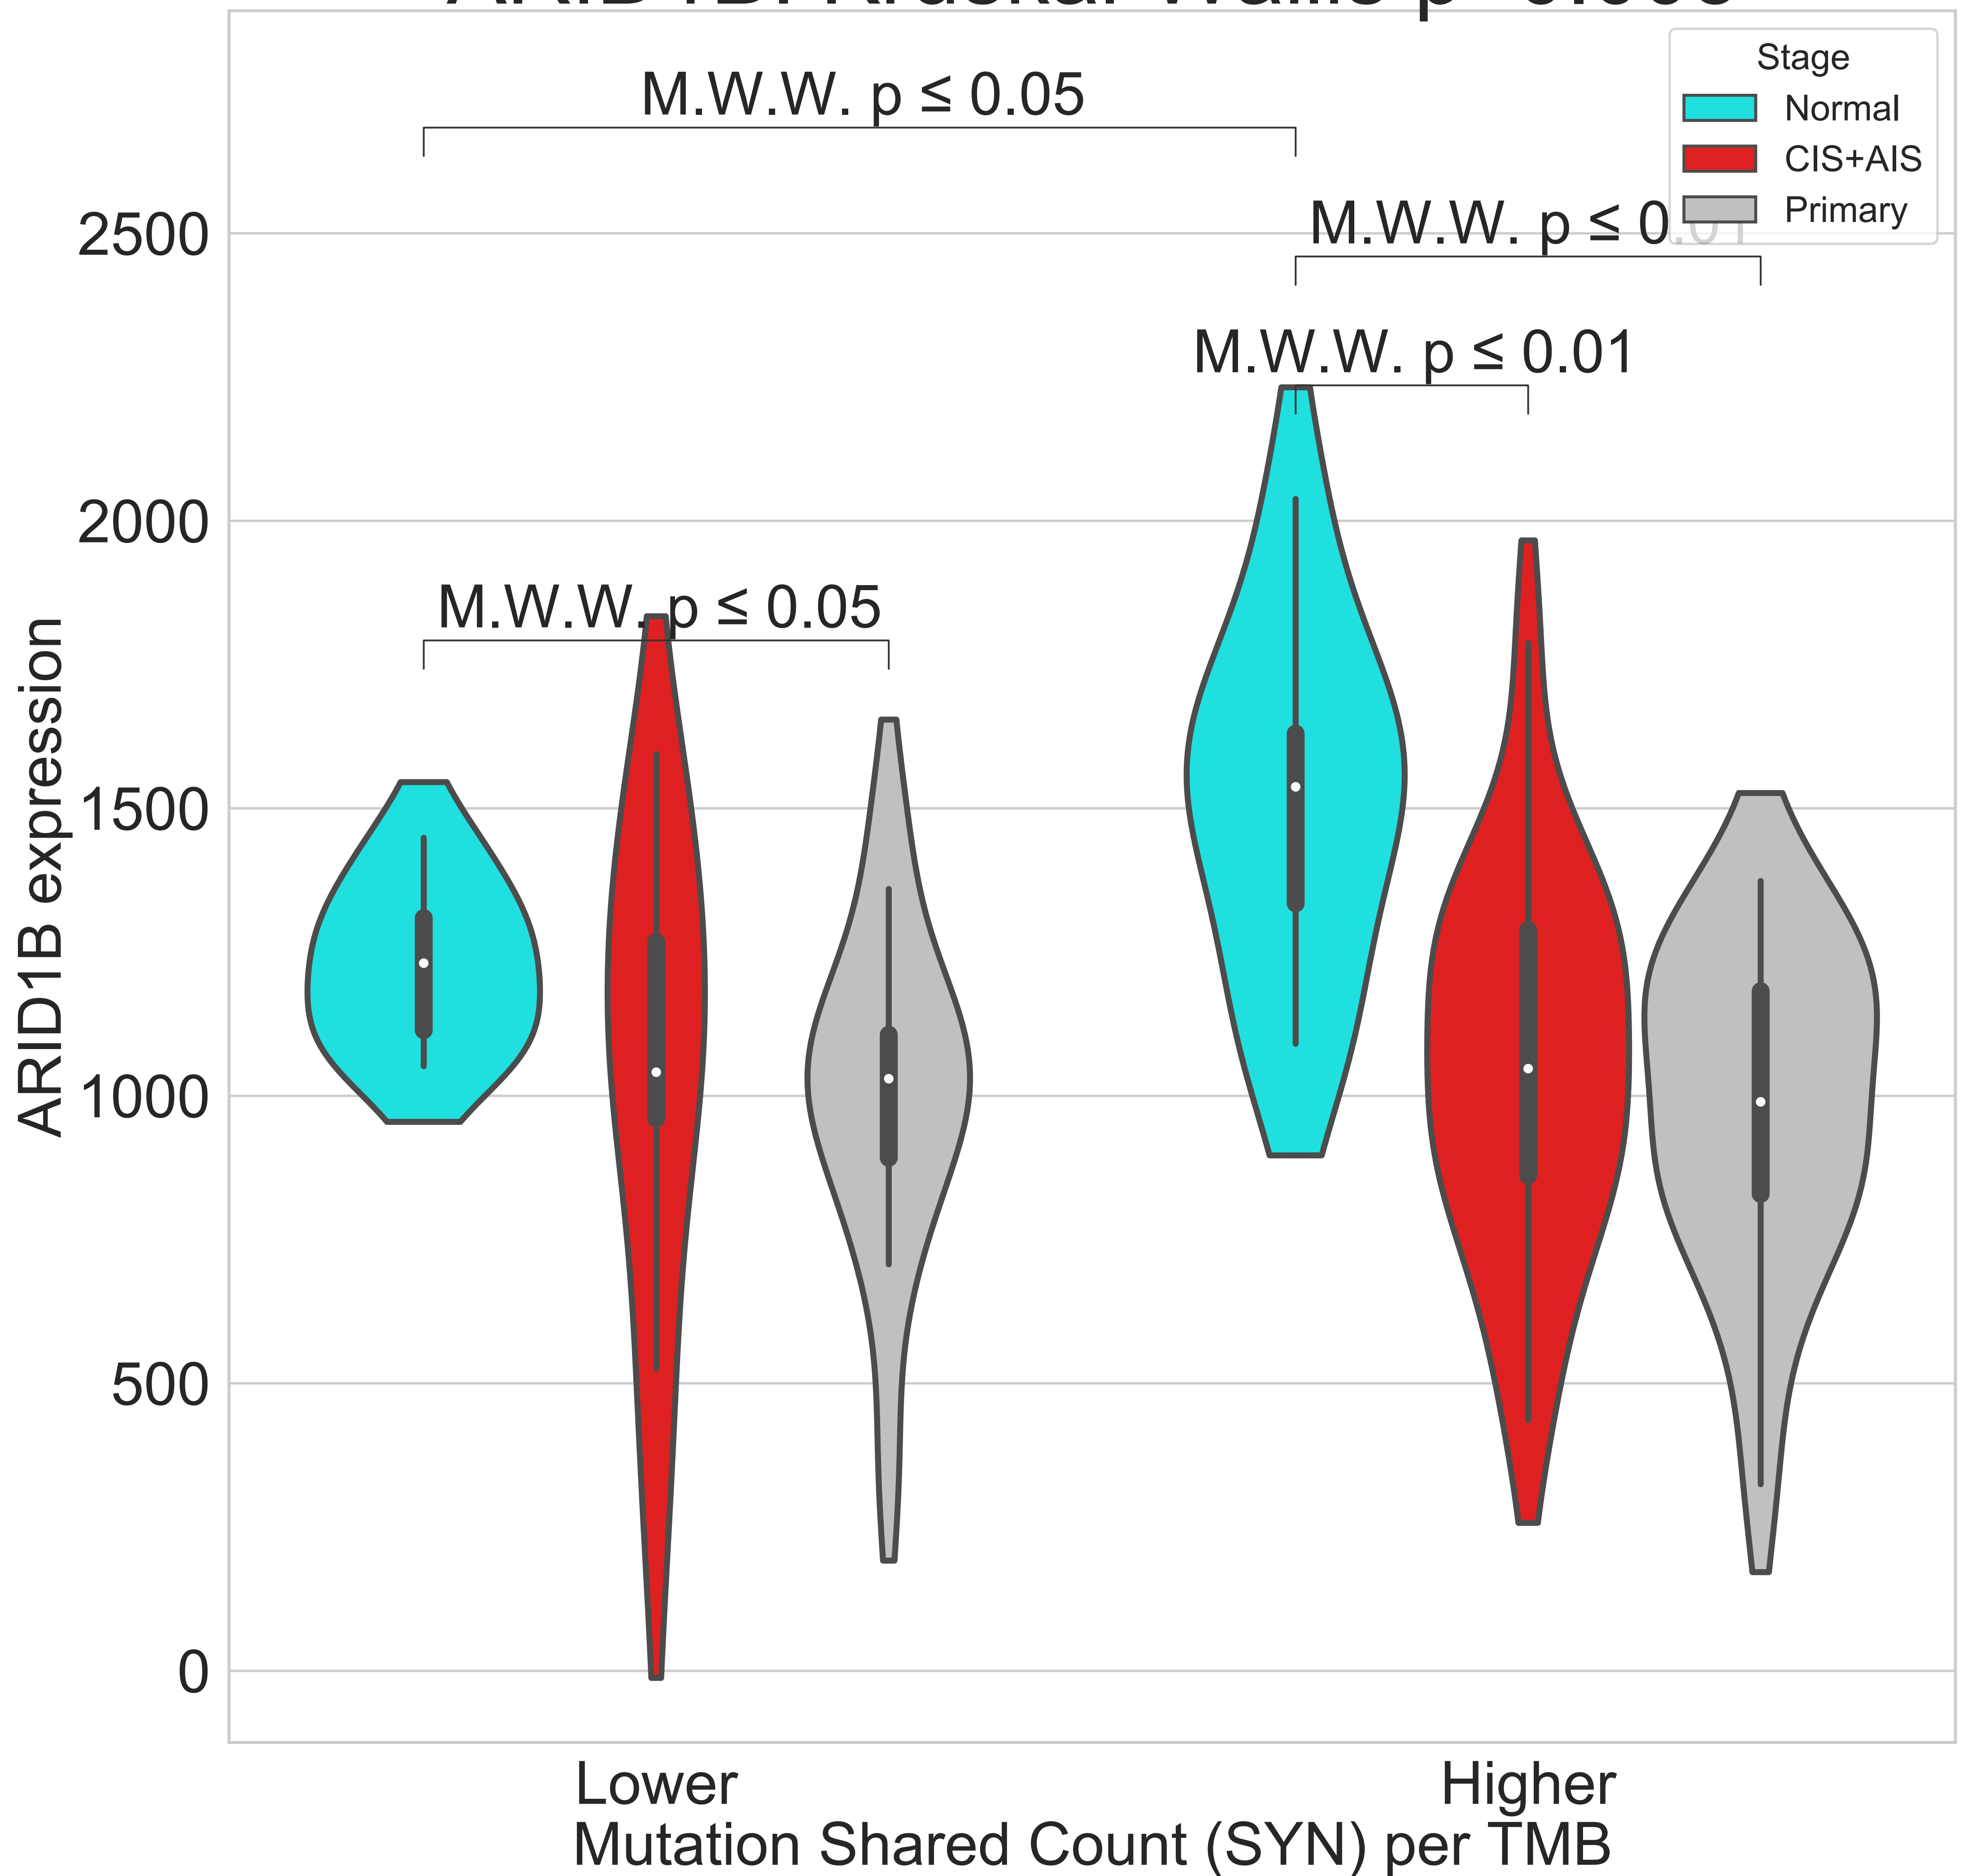 M.W.W. p ≤ 0.05
Stage
Normal
CIS+AIS
Primary
M.W.W. p ≤ 0.01
M.W.W. p ≤ 0.01
M.W.W. p ≤ 0.05
2500
2000
1500
1000
500
0
ARID1B expression
Lower
Higher
Mutation Shared Count (SYN) per TMB